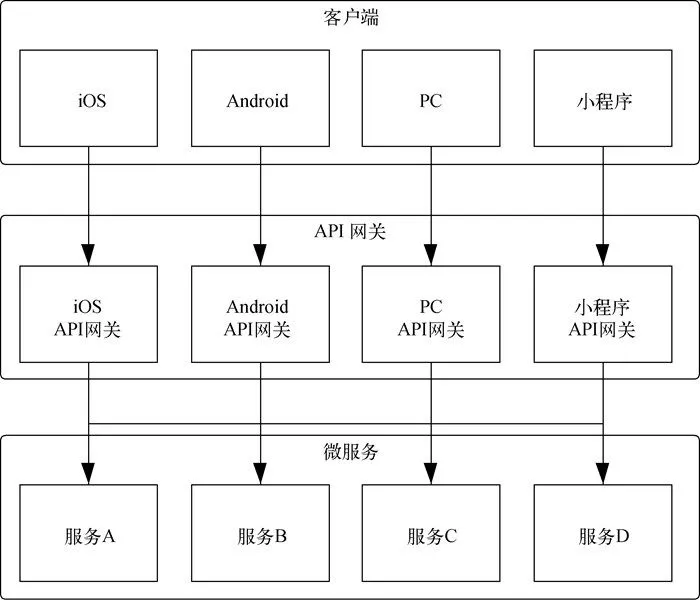 客户端
iOS
Android
PC
小程序
API 网关
iOS
API网关
Android
API网关
PC
API网关
小程序
API网关
微服务
服务A
服务B
服务C
服务D